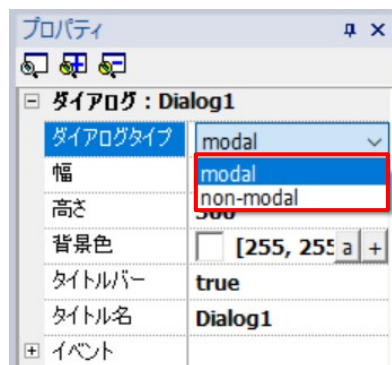 プロパティ
ダイアログ : Dialog1
ダイアログタイプ modal
幅 modal
non-modal
高さ
背景色 [255, 255 a +
タイトルバー true
タイトル名 Dialog1
イベント